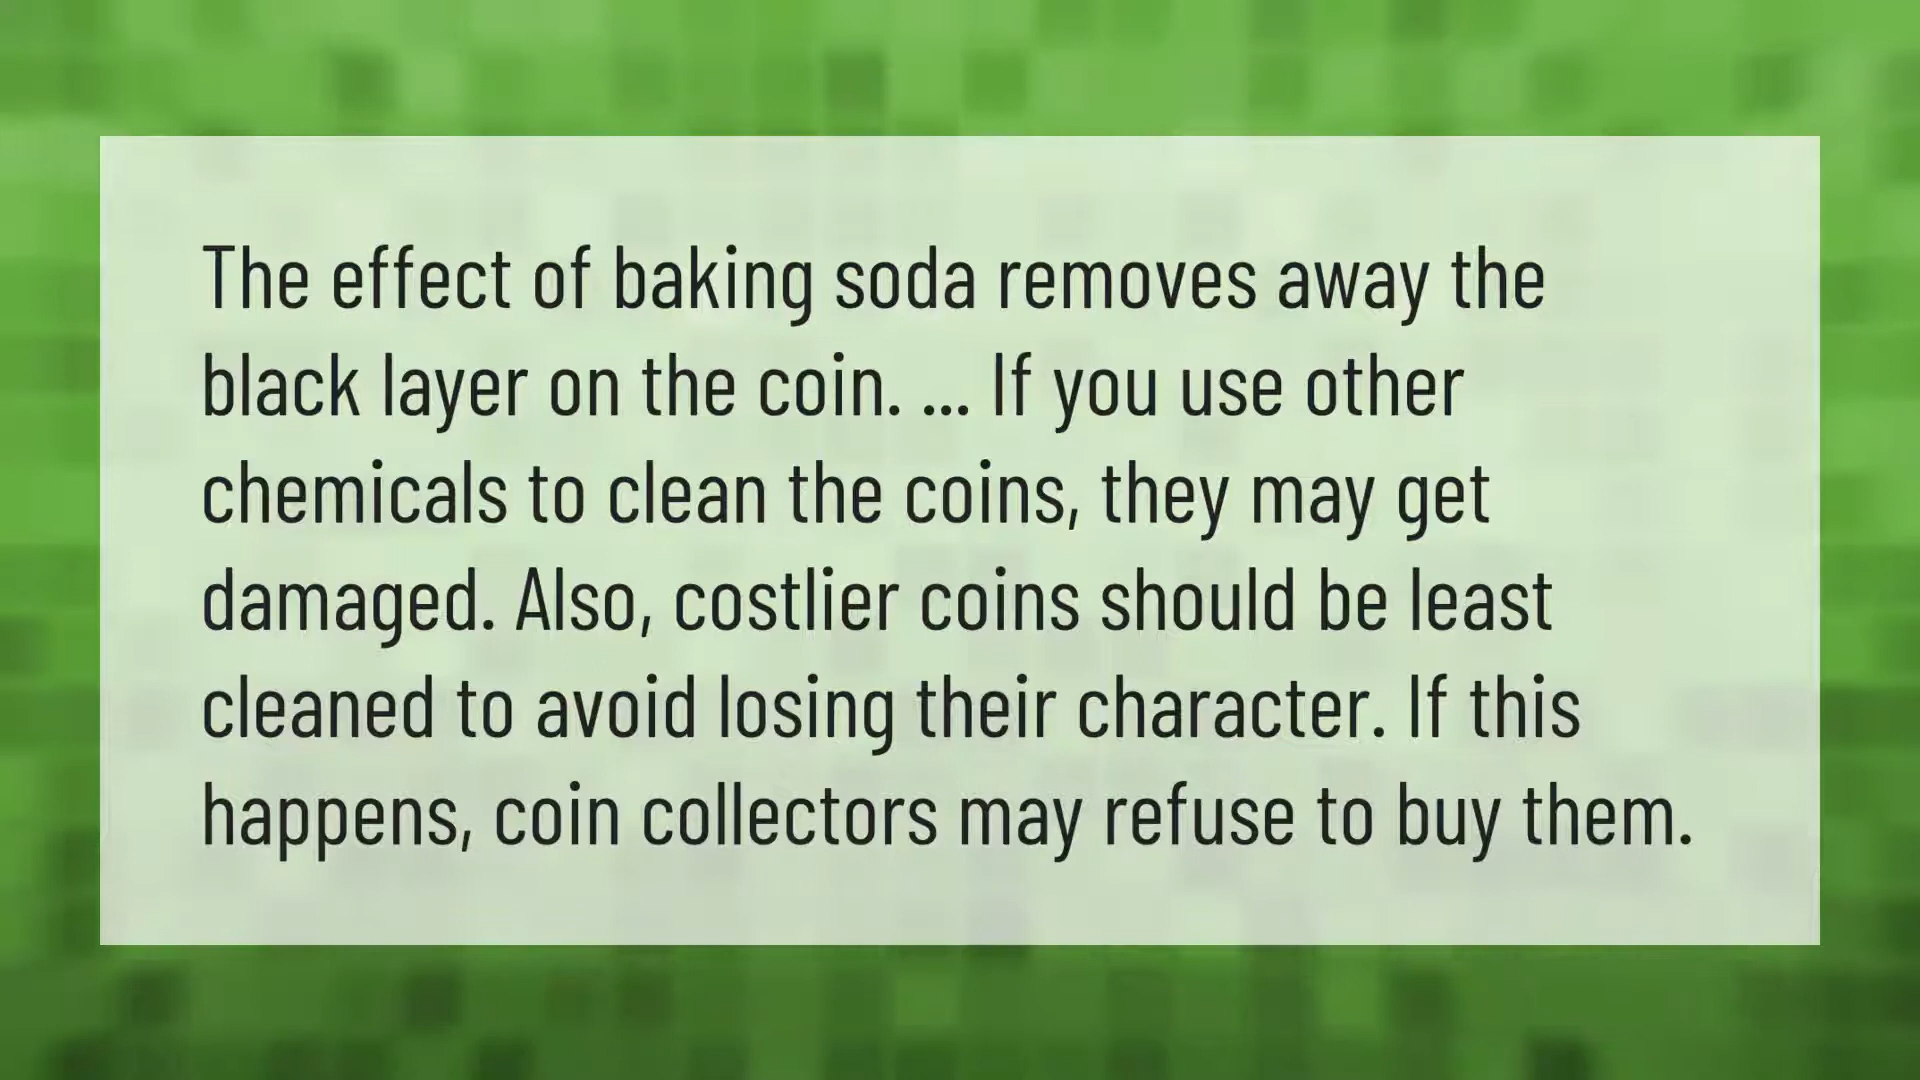 The effect of baking soda removes away the
black layer on the coin. ... If you use other
chemicals to clean the coins, they may get
damaged. Also, costlier coins should be least
cleaned to avoid losing their character. If this
happens, coin collectors may refuse to buy them.